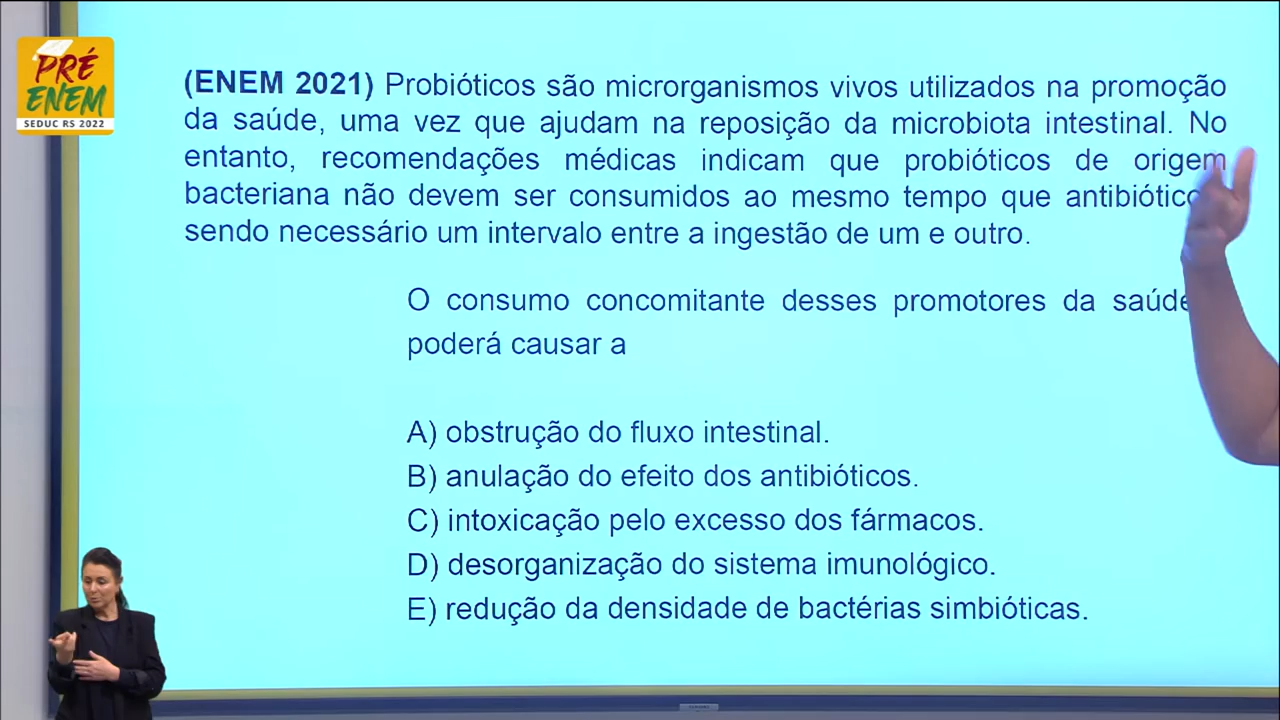 PRÉ
ENEM
SEDUC RS 2022
(ENEM 2021) Probióticos são microrganismos vivos utilizados na promoção
da saúde, uma vez que ajudam na reposição da microbiota intestinal. No
entanto, recomendações médicas indicam que probióticos de origem
bacteriana não devem ser consumidos ao mesmo tempo que
sendo necessário um intervalo entre a ingestão de um e outro.
O consumo concomitante desses promotores da saúde
poderá causar a
A) obstrução do fluxo intestinal.
B) anulação do efeito dos antibióticos.
C) intoxicação pelo excesso dos fármacos.
D) desorganização do sistema imunológico.
E) redução da densidade de bactérias simbióticas.